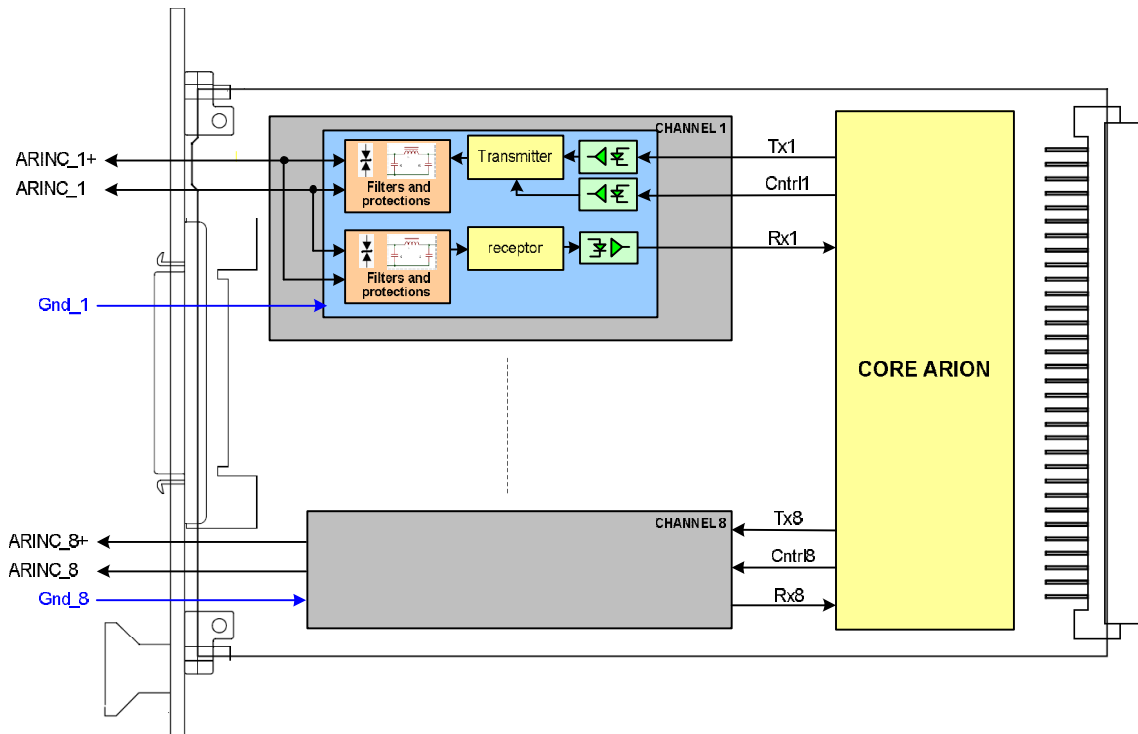 CHANNEL 1
ARINC_1+
ARINC_1
Gnd_1
Filters and
protections
Transmitter
Filters and
protections
receptor
Tx1
Cntrl1
Rx1
CORE ARION
CHANNEL 8
ARINC_8+
ARINC_8
Gnd_8
Tx8
Cntrl8
Rx8